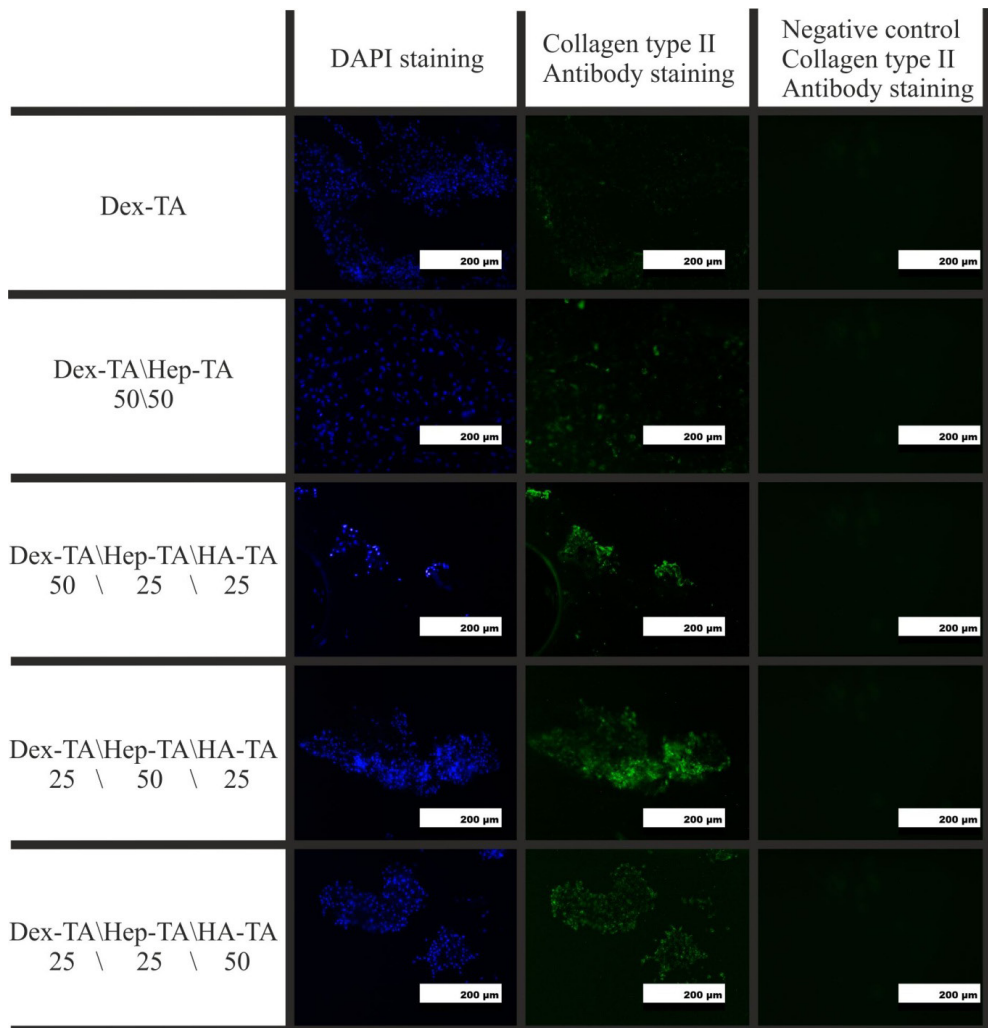 DAPI staining
Collagen type II
Antibody staining
Negative control
Collagen type II
Antibody staining
Dex-TA
200 µm
200 µm
200 µm
Dex-TA\Hep-TA
50\50
200 µm
200 µm
200 µm
Dex-TA\Hep-TA\HA-TA
50 \ 25 \ 25
200 µm
200 µm
200 µm
Dex-TA\Hep-TA\HA-TA
25 \ 50 \ 25
200 µm
200 µm
200 µm
Dex-TA\Hep-TA\HA-TA
25 \ 25 \ 50
200 µm
200 µm
200 µm